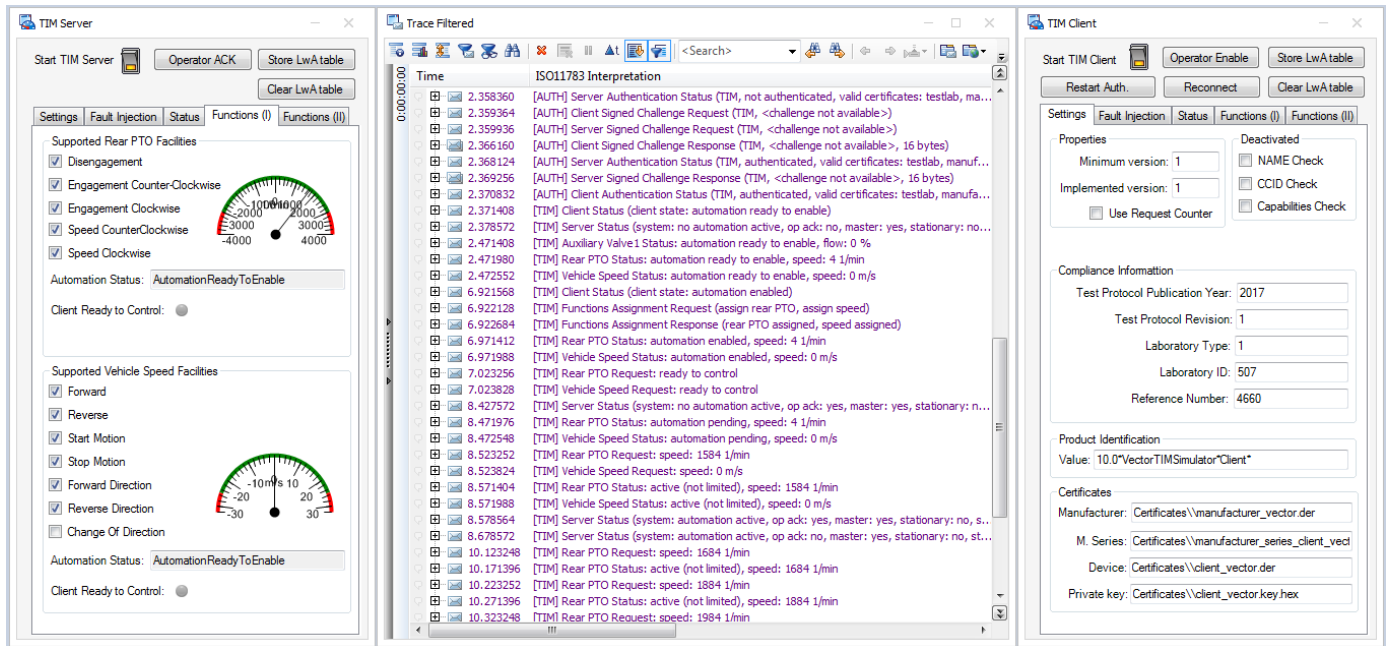 TIM Server
Start TIM Server
Operator ACK
Store LwA table
Clear LwA table
Settings
Fault Injection
Status
Functions (I)
Functions (II)
Supported Rear PTO Facilities
Disengagement
Engagement Counter-Clockwise
Engagement Clockwise
Speed CounterClockwise
Speed Clockwise
-4000
-3000
-2000
2000
3000
4000
Automation Status: AutomationReadyToEnable
Client Ready to Control:
Supported Vehicle Speed Facilities
Forward
Reverse
Start Motion
Stop Motion
Forward Direction
Reverse Direction
Change Of Direction
-30
-20
-10
m/s
10
20
30
Automation Status: AutomationReadyToEnable
Client Ready to Control:
Trace Filtered
<Search>
0:00:00:00
Time ISO11783 Interpretation
2.358360 [AUTH] Server Authentication Status (TIM, not authenticated, valid certificates: testlab, ma...
2.359364 [AUTH] Client Signed Challenge Request (TIM, <challenge not available>)
2.359936 [AUTH] Server Signed Challenge Request (TIM, <challenge not available>)
2.366160 [AUTH] Client Signed Challenge Response (TIM, <challenge not available>, 16 bytes)
2.368124 [AUTH] Server Authentication Status (TIM, authenticated, valid certificates: testlab, manuf...
2.369256 [AUTH] Server Signed Challenge Response (TIM, <challenge not available>, 16 bytes)
2.370832 [AUTH] Client Authentication Status (TIM, authenticated, valid certificates: testlab, manufa...
2.371408 [TIM] Client Status (client state: automation ready to enable)
2.378572 [TIM] Server Status (system: no automation active, op ack: no, master: yes, stationary: no...
2.471408 [TIM] Auxiliary Valve1 Status: automation ready to enable, flow: 0 %
2.471980 [TIM] Rear PTO Status: automation ready to enable, speed: 4 1/min
2.472552 [TIM] Vehicle Speed Status: automation ready to enable, speed: 0 m/s
6.921568 [TIM] Client Status (client state: automation enabled)
6.922128 [TIM] Functions Assignment Request (assign rear PTO, assign speed)
6.922684 [TIM] Functions Assignment Response (rear PTO assigned, speed assigned)
6.971412 [TIM] Rear PTO Status: automation enabled, speed: 4 1/min
6.971988 [TIM] Vehicle Speed Status: automation enabled, speed: 0 m/s
7.023256 [TIM] Rear PTO Request: ready to control
7.023828 [TIM] Vehicle Speed Request: ready to control
8.427572 [TIM] Server Status (system: no automation active, op ack: yes, master: yes, stationary: n...
8.471976 [TIM] Rear PTO Status: automation pending, speed: 4 1/min
8.472548 [TIM] Vehicle Speed Status: automation pending, speed: 0 m/s
8.523252 [TIM] Rear PTO Request: speed: 1584 1/min
8.523824 [TIM] Vehicle Speed Request: speed: 0 m/s
8.571404 [TIM] Rear PTO Status: active (not limited), speed: 1584 1/min
8.571988 [TIM] Vehicle Speed Status: active (not limited), speed: 0 m/s
8.578564 [TIM] Server Status (system: automation active, op ack: yes, master: yes, stationary: no, s...
8.678572 [TIM] Server Status (system: automation active, op ack: no, master: yes, stationary: no, st...
10.123248 [TIM] Rear PTO Request: speed: 1684 1/min
10.171396 [TIM] Rear PTO Status: active (not limited), speed: 1684 1/min
10.223252 [TIM] Rear PTO Request: speed: 1884 1/min
10.271396 [TIM] Rear PTO Status: active (not limited), speed: 1884 1/min
10.323248 [TIM] Rear PTO Request: speed: 1984 1/min
TIM Client
Start TIM Client
Operator Enable
Store LwA table
Restart Auth.
Reconnect
Clear LwA table
Settings
Fault Injection
Status
Functions (I)
Functions (II)
Properties
Minimum version: 1
Implemented version: 1
Use Request Counter
Deactivated
NAME Check
CCID Check
Capabilities Check
Compliance Informattion
Test Protocol Publication Year: 2017
Test Protocol Revision: 1
Laboratory Type: 1
Laboratory ID: 507
Reference Number: 4660
Product Identification
Value: 10.0*VectorTIMSimulator*Client*
Certificates
Manufacturer: Certificates\\manufacturer_vector.der
M. Series: Certificates\\manufacturer_series_client_vect
Device: Certificates\\client_vector.der
Private key: Certificates\\client_vector.key.hex